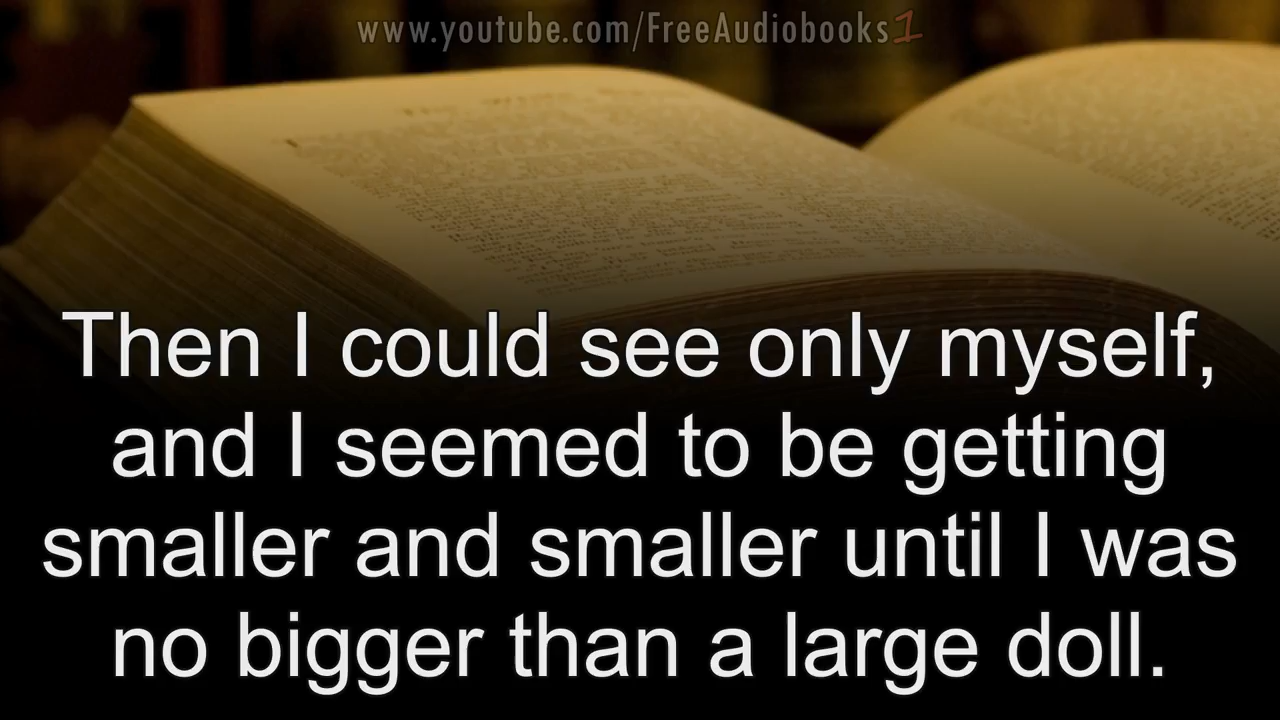 www.youtube.com/FreeAudiobooks1
Then I could see only myself,
and I seemed to be getting
smaller and smaller until I was
no bigger than a large doll.